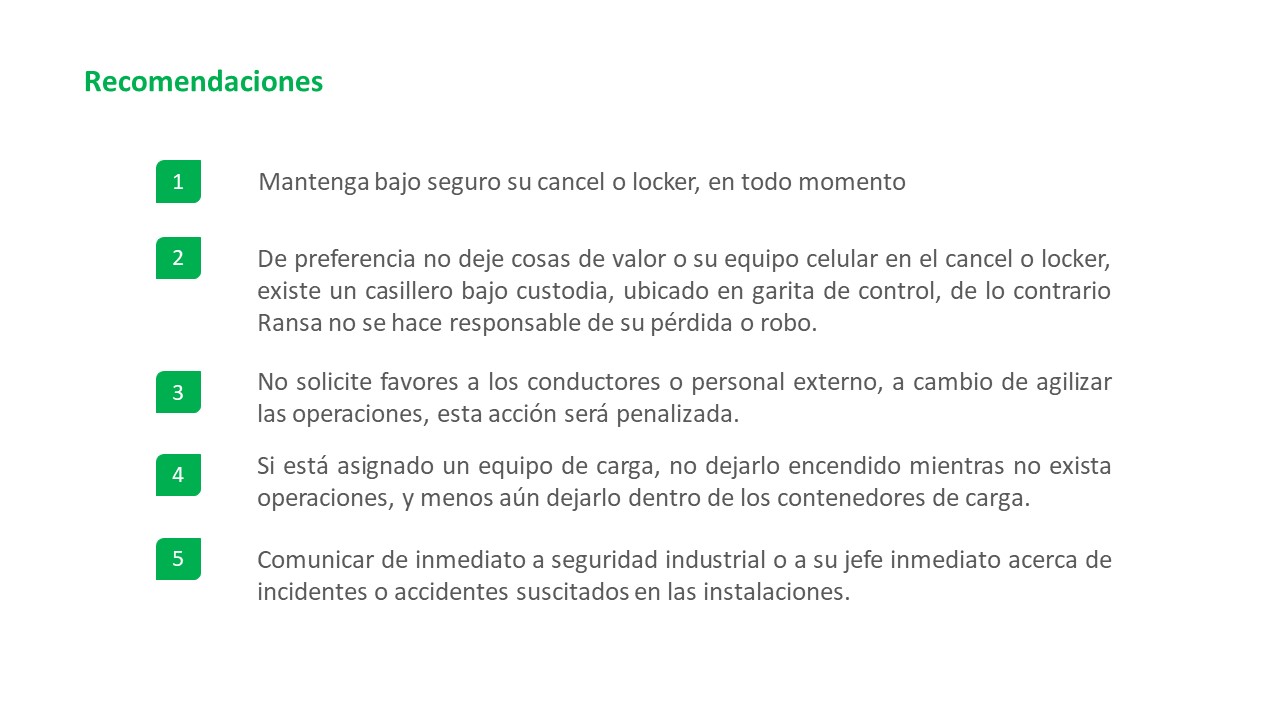 Recomendaciones
1
Mantenga bajo seguro su cancel o locker, en todo momento
2
De preferencia no deje cosas de valor o su equipo celular en el cancel o locker,
existe un casillero bajo custodia, ubicado en garita de control, de lo contrario
Ransa no se hace responsable de su pérdida o robo.
3
No solicite favores a los conductores o personal externo, a cambio de agilizar
las operaciones, esta acción será penalizada.
4
Si está asignado un equipo de carga, no dejarlo encendido mientras no exista
operaciones, y menos aún dejarlo dentro de los contenedores de carga.
5
Comunicar de inmediato a seguridad industrial o a su jefe inmediato acerca de
incidentes o accidentes suscitados en las instalaciones.